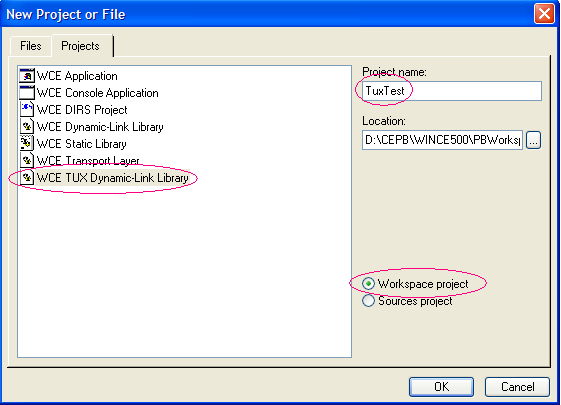 New Project or File
Files
Projects
WCE Application
WCE Console Application
WCE DIRS Project
WCE Dynamic-Link Library
WCE Static Library
WCE Transport Layer
WCE TUX Dynamic-Link Library
Project name:
TuxTest
Location:
D:\CEPB\WINCE500\PBWorksp
...
Workspace project
Sources project
OK
Cancel